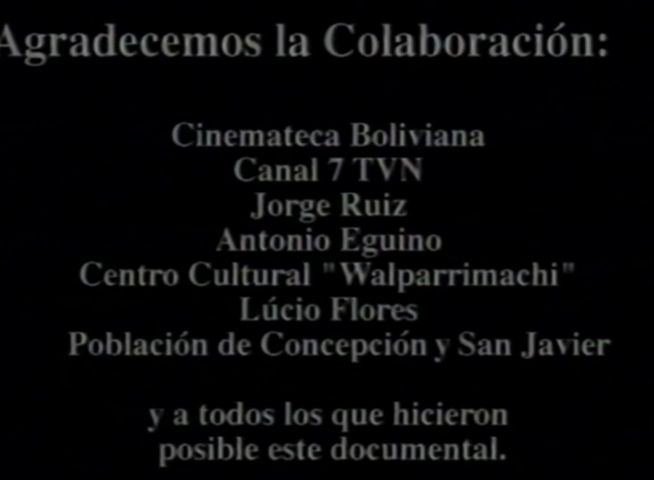 Agradecemos la Colaboración:
Cinemateca Boliviana
Canal 7 TVN
Jorge Ruiz
Antonio Eguino
Centro Cultural "Walparrimachi"
Lúcio Flores
Población de Concepción y San Javier
y a todos los que hicieron
posible este documental.